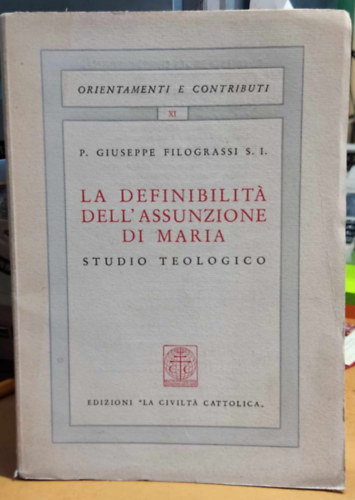 ORIENTAMENTI E CONTRIBUTI
XI
P. GIUSEPPE FILOGRASSI S. I.
LA DEFINIBILITÀ
DELL'ASSUNZIONE
DI MARIA
STUDIO TEOLOGICO
EDIZIONI "LA CIVILTÀ CATTOLICA„